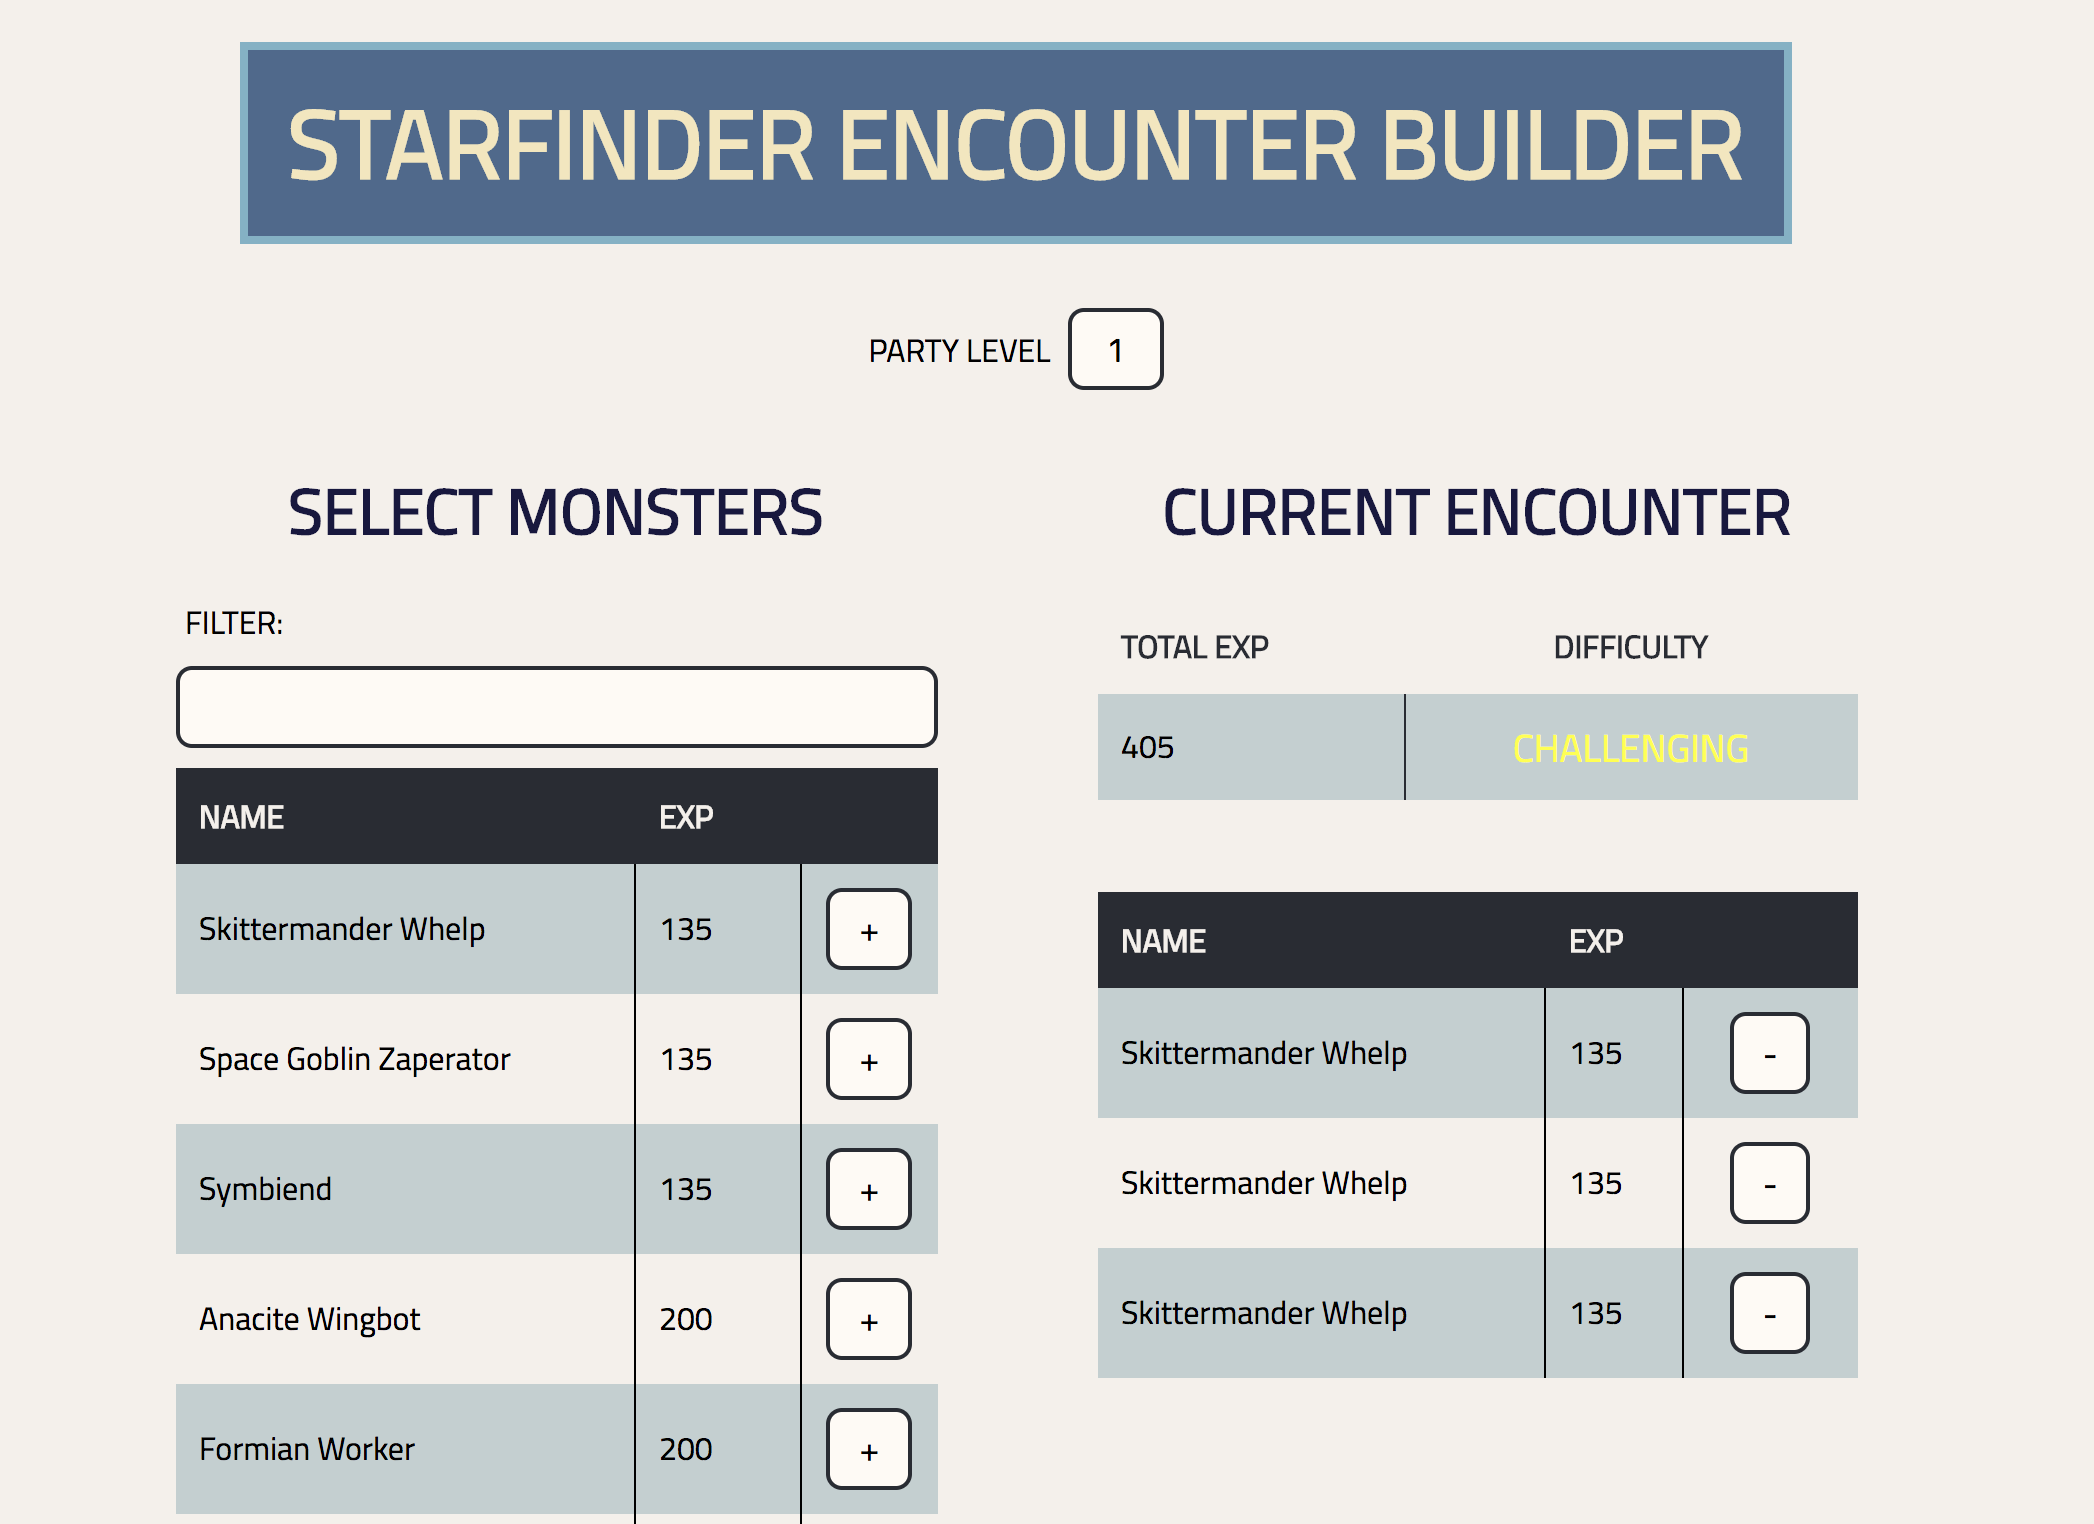 STARFINDER ENCOUNTER BUILDER
PARTY LEVEL 1
SELECT MONSTERS
FILTER:
NAME EXP
Skittermander Whelp 135 +
Space Goblin Zaperator 135 +
Symbiend 135 +
Anacite Wingbot 200 +
Formian Worker 200 +
CURRENT ENCOUNTER
TOTAL EXP DIFFICULTY
405 CHALLENGING
NAME EXP
Skittermander Whelp 135 -
Skittermander Whelp 135 -
Skittermander Whelp 135 -